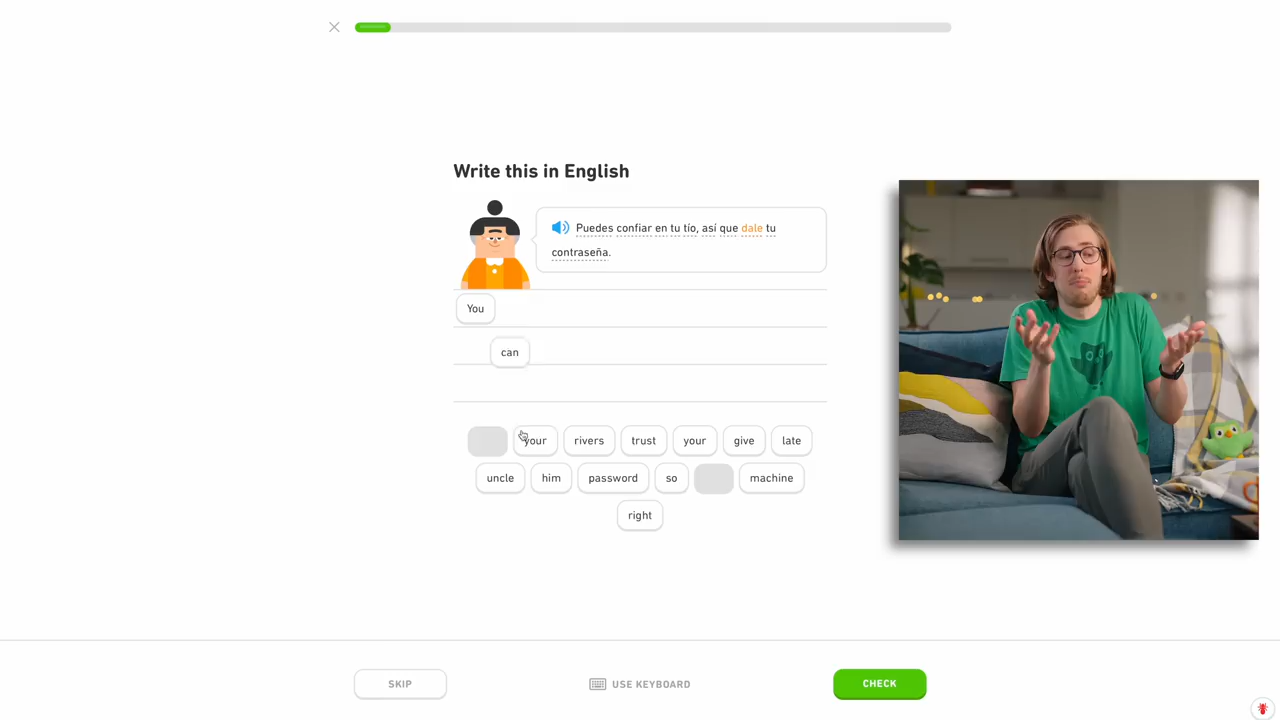 Write this in English
Puedes confiar en tu tío, así que dale tu
contraseña.
You
can
your rivers trust your give late
uncle him password so machine
right
SKIP USE KEYBOARD CHECK